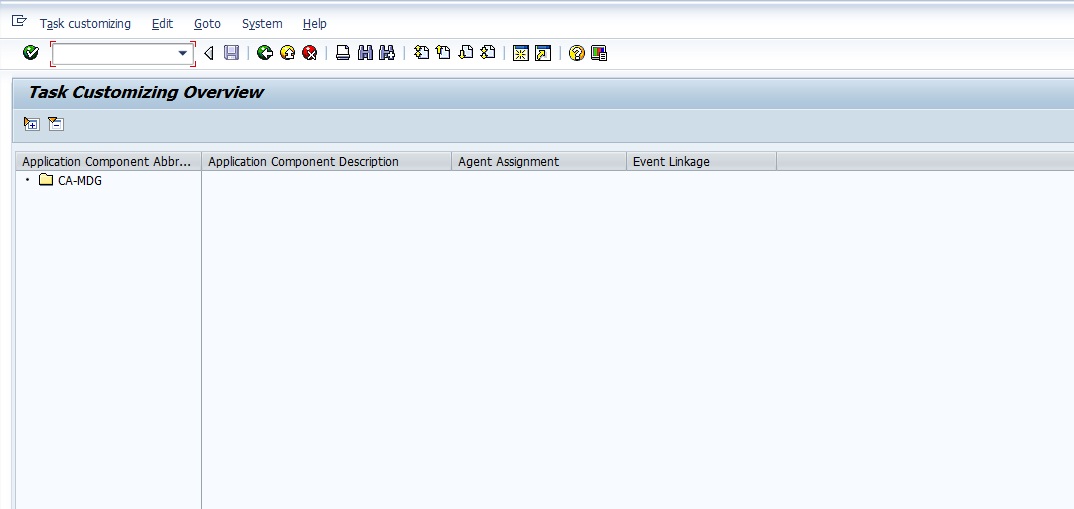 Task customizing Edit Goto System Help
Task Customizing Overview
Application Component Abbr... Application Component Description Agent Assignment Event Linkage
CA-MDG